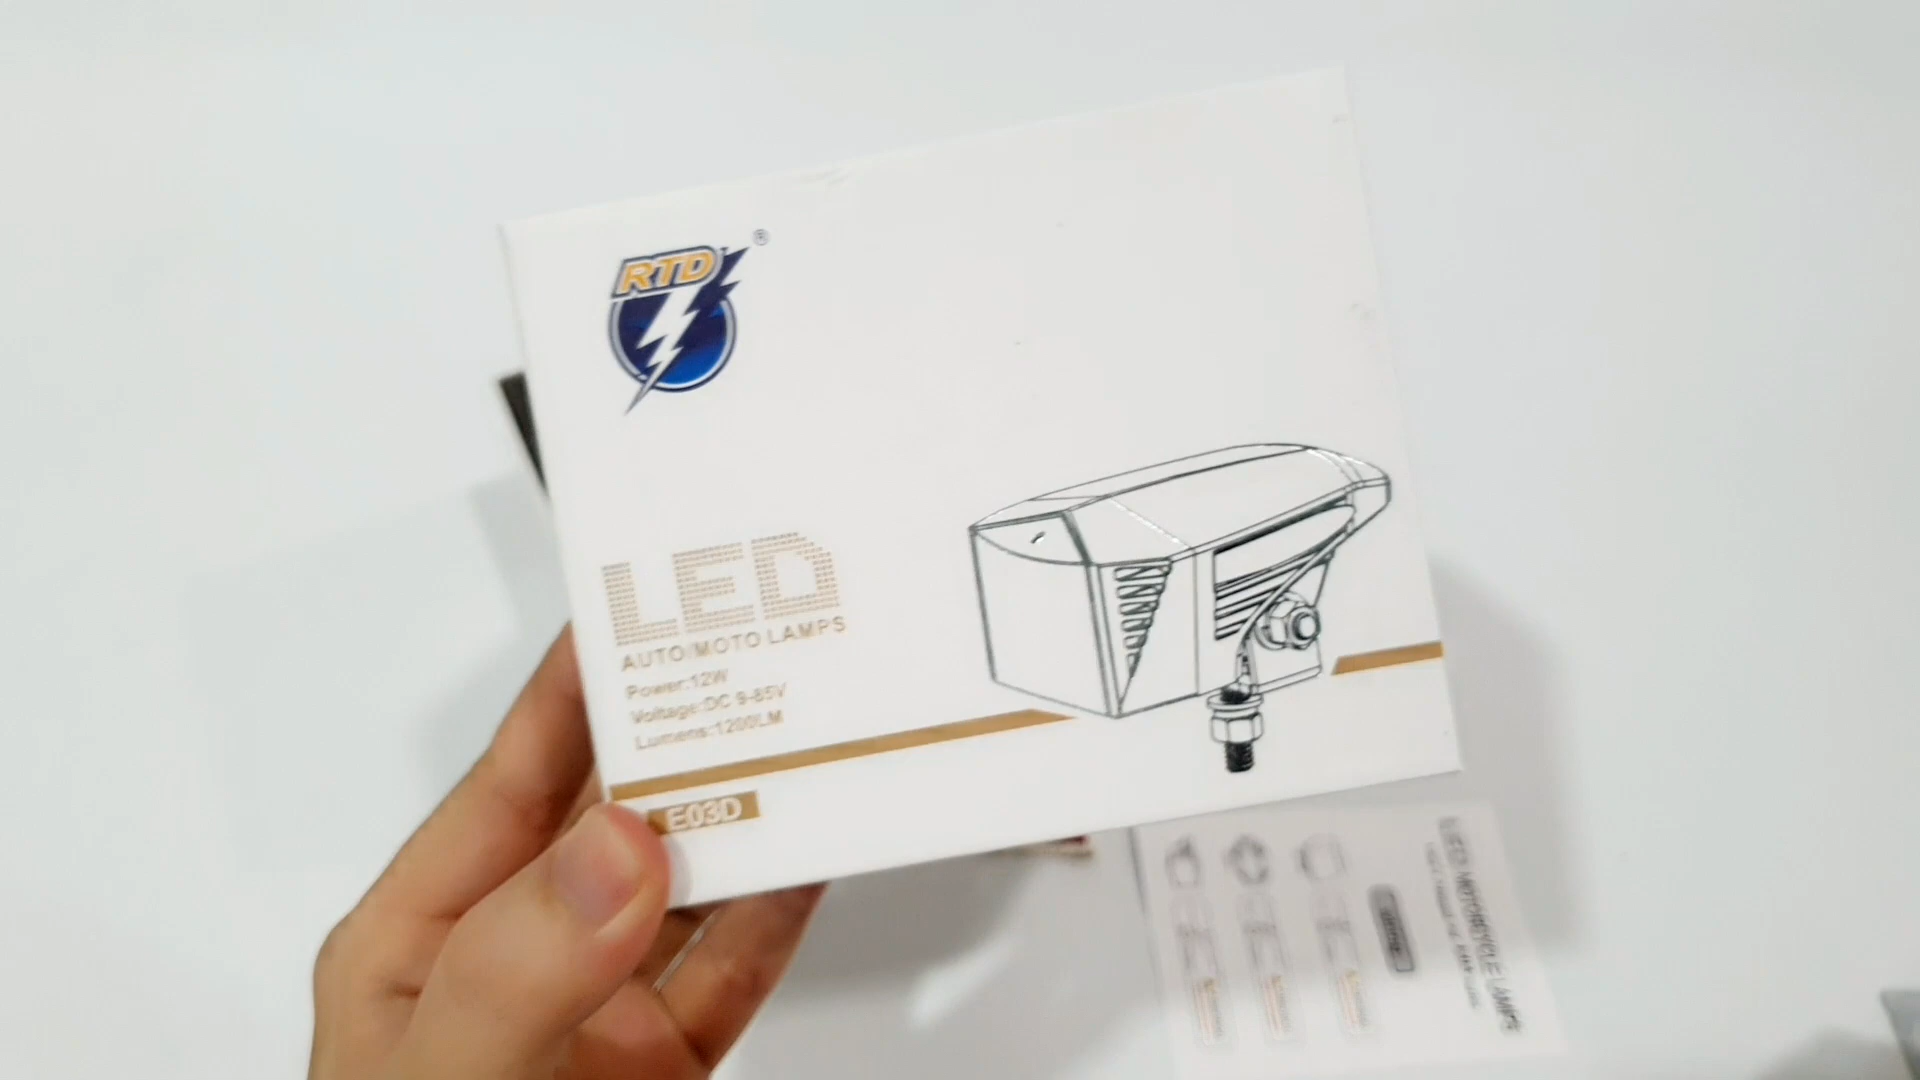 RTD
®
LED
AUTO/MOTO LAMPS
Power:12W
Voltage:DC 9-85V
Lumens:1200LM
E03D
LED MOTORCYCLE LAMPS